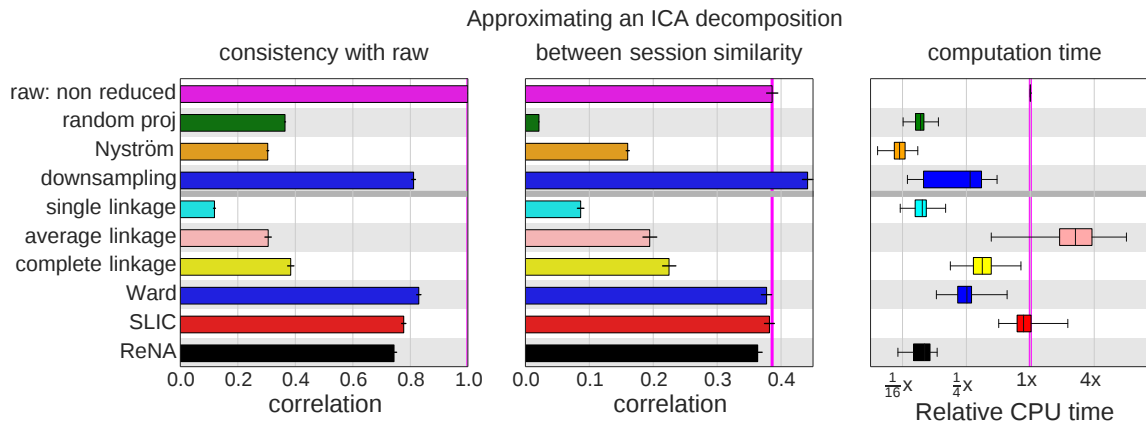 Approximating an ICA decomposition
consistency with raw
between session similarity
computation time
raw: non reduced
random proj
Nyström
downsampling
single linkage
average linkage
complete linkage
Ward
SLIC
ReNA
0.0 0.2 0.4 0.6 0.8 1.0
correlation
0.0 0.1 0.2 0.3 0.4
correlation
1/16x 1/4x 1x 4x
Relative CPU time